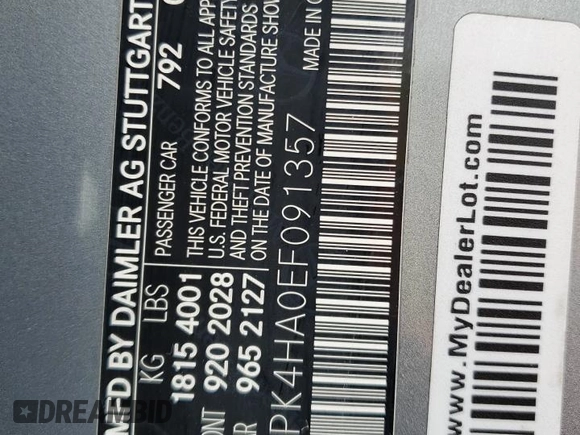 MFD BY DAIMLER AG STUTTGART
KG LBS PASSENGER CAR 792
1815 4001 THIS VEHICLE CONFORMS TO ALL APP
920 2028 U.S. FEDERAL MOTOR VEHICLE SAFETY
965 2127 AND THEFT PREVENTION STANDARDS
ON THE DATE OF MANUFACTURE SHOW
PK4HA0EF091357 MADE IN
www.MyDealerLot.com
DREAMBID